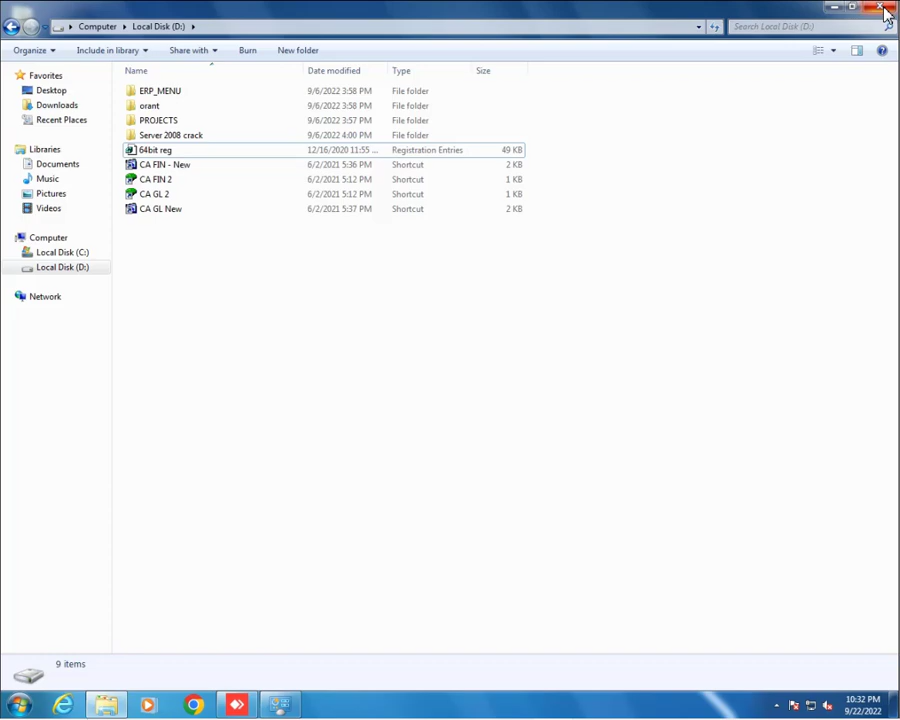 Computer ▸ Local Disk (D:) ▸
Search Local Disk (D:)
Organize Include in library Share with Burn New folder
Name Date modified Type Size
Favorites
Desktop
Downloads
Recent Places
Libraries
Documents
Music
Pictures
Videos
Computer
Local Disk (C:)
Local Disk (D:)
Network
ERP_MENU 9/6/2022 3:58 PM File folder
orant 9/6/2022 3:58 PM File folder
PROJECTS 9/6/2022 3:57 PM File folder
Server 2008 crack 9/6/2022 4:00 PM File folder
64bit reg 12/16/2020 11:55 ... Registration Entries 49 KB
CA FIN - New 6/2/2021 5:36 PM Shortcut 2 KB
CA FIN 2 6/2/2021 5:12 PM Shortcut 1 KB
CA GL 2 6/2/2021 5:12 PM Shortcut 1 KB
CA GL New 6/2/2021 5:37 PM Shortcut 2 KB
9 items
10:32 PM
9/22/2022